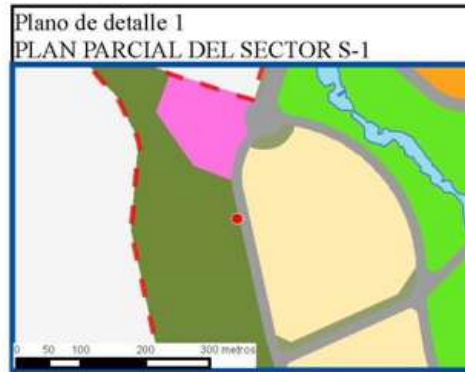 Plano de detalle 1
PLAN PARCIAL DEL SECTOR S-1
0 50 100 200 300 metros